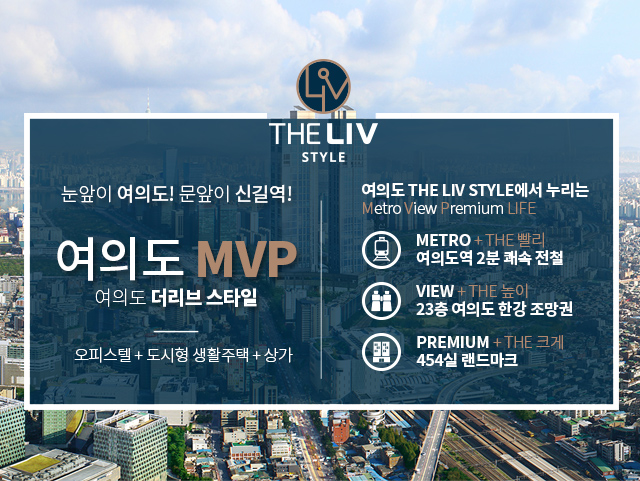 LIV
THE LIV
STYLE
눈앞이 여의도! 문앞이 신길역!
여의도 MVP
여의도 더리브 스타일
오피스텔 + 도시형 생활주택 + 상가
여의도 THE LIV STYLE에서 누리는
Metro View Premium LIFE
METRO + THE 빨리
여의도역 2분 쾌속 전철
VIEW + THE 높이
23층 여의도 한강 조망권
PREMIUM + THE 크게
454실 랜드마크